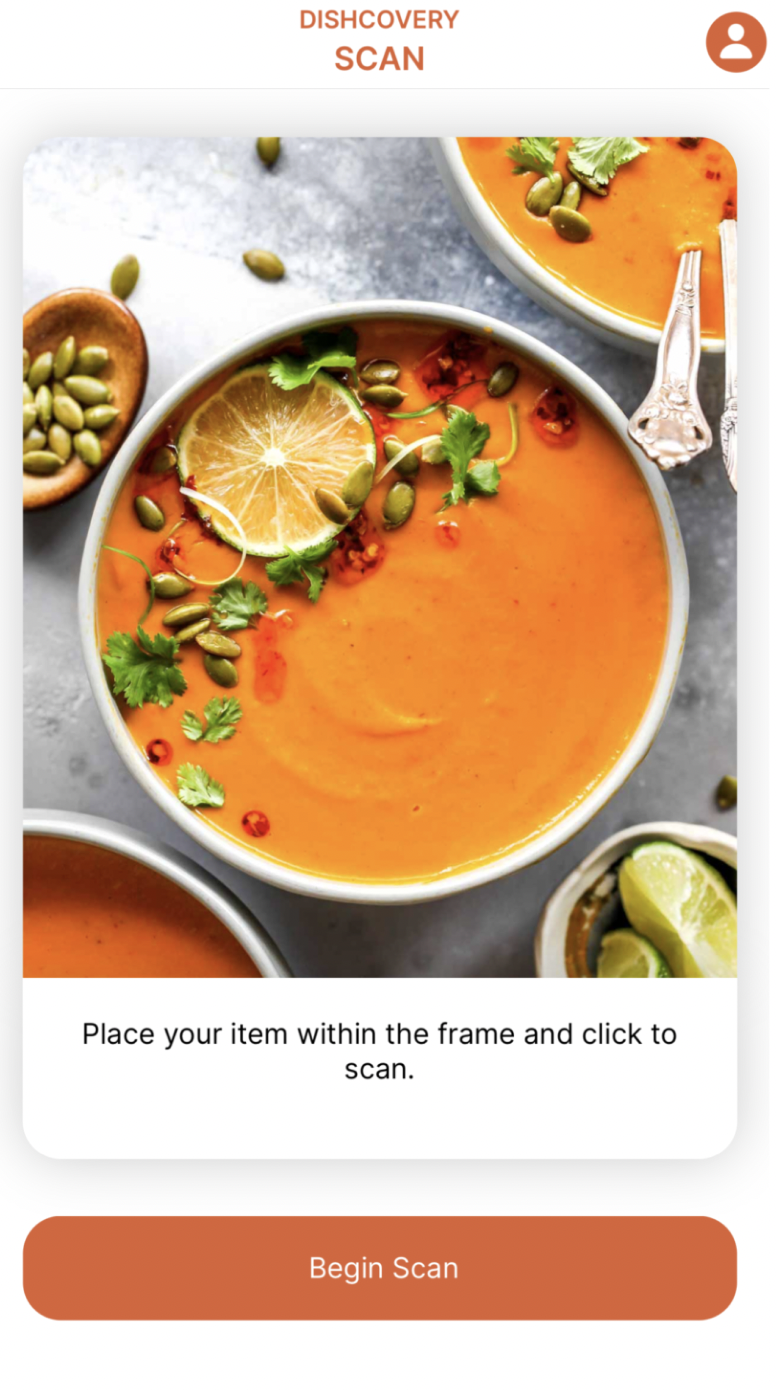 DISHCOVERY
SCAN
Place your item within the frame and click to
scan.
Begin Scan